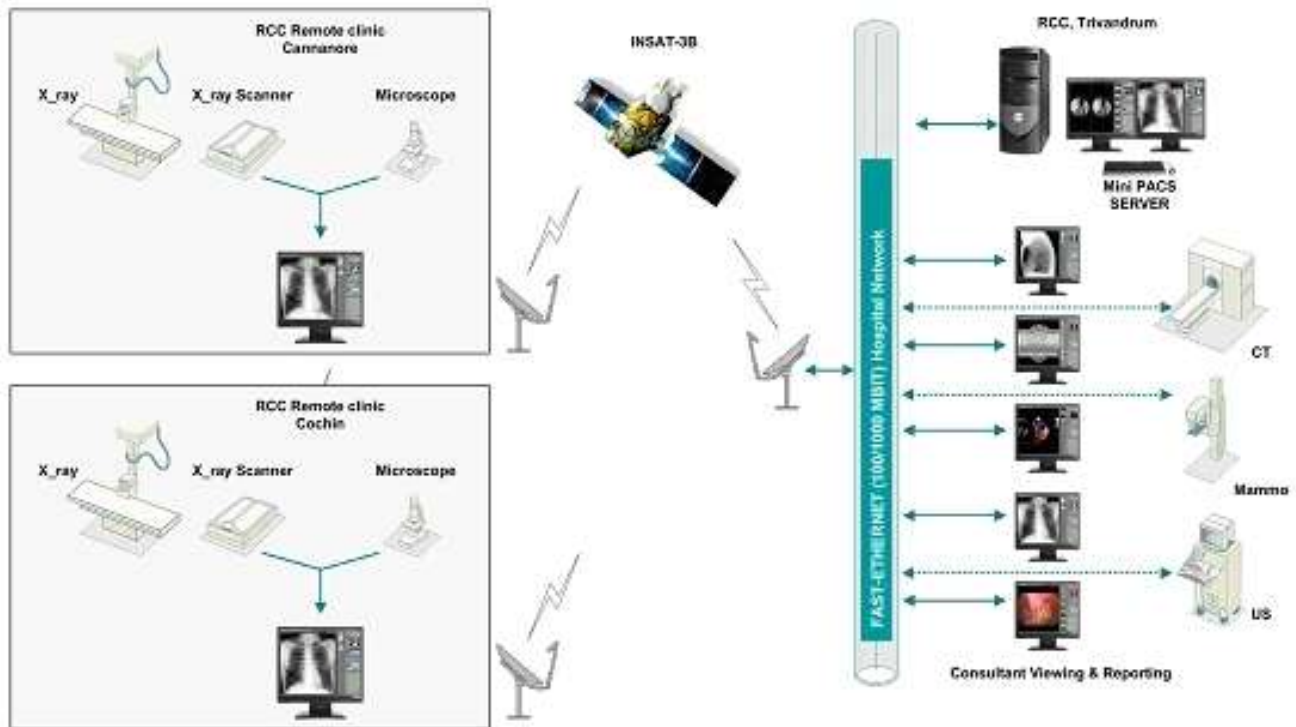 RCC Remote clinic
Cannanore
X_ray
X_ray Scanner
Microscope
RCC Remote clinic
Cochin
X_ray
X_ray Scanner
Microscope
INSAT-3B
FAST-ETHERNET (100/1000 MBIT) Hospital Network
RCC, Trivandrum
Mini PACS
SERVER
CT
Mammo
US
Consultant Viewing & Reporting